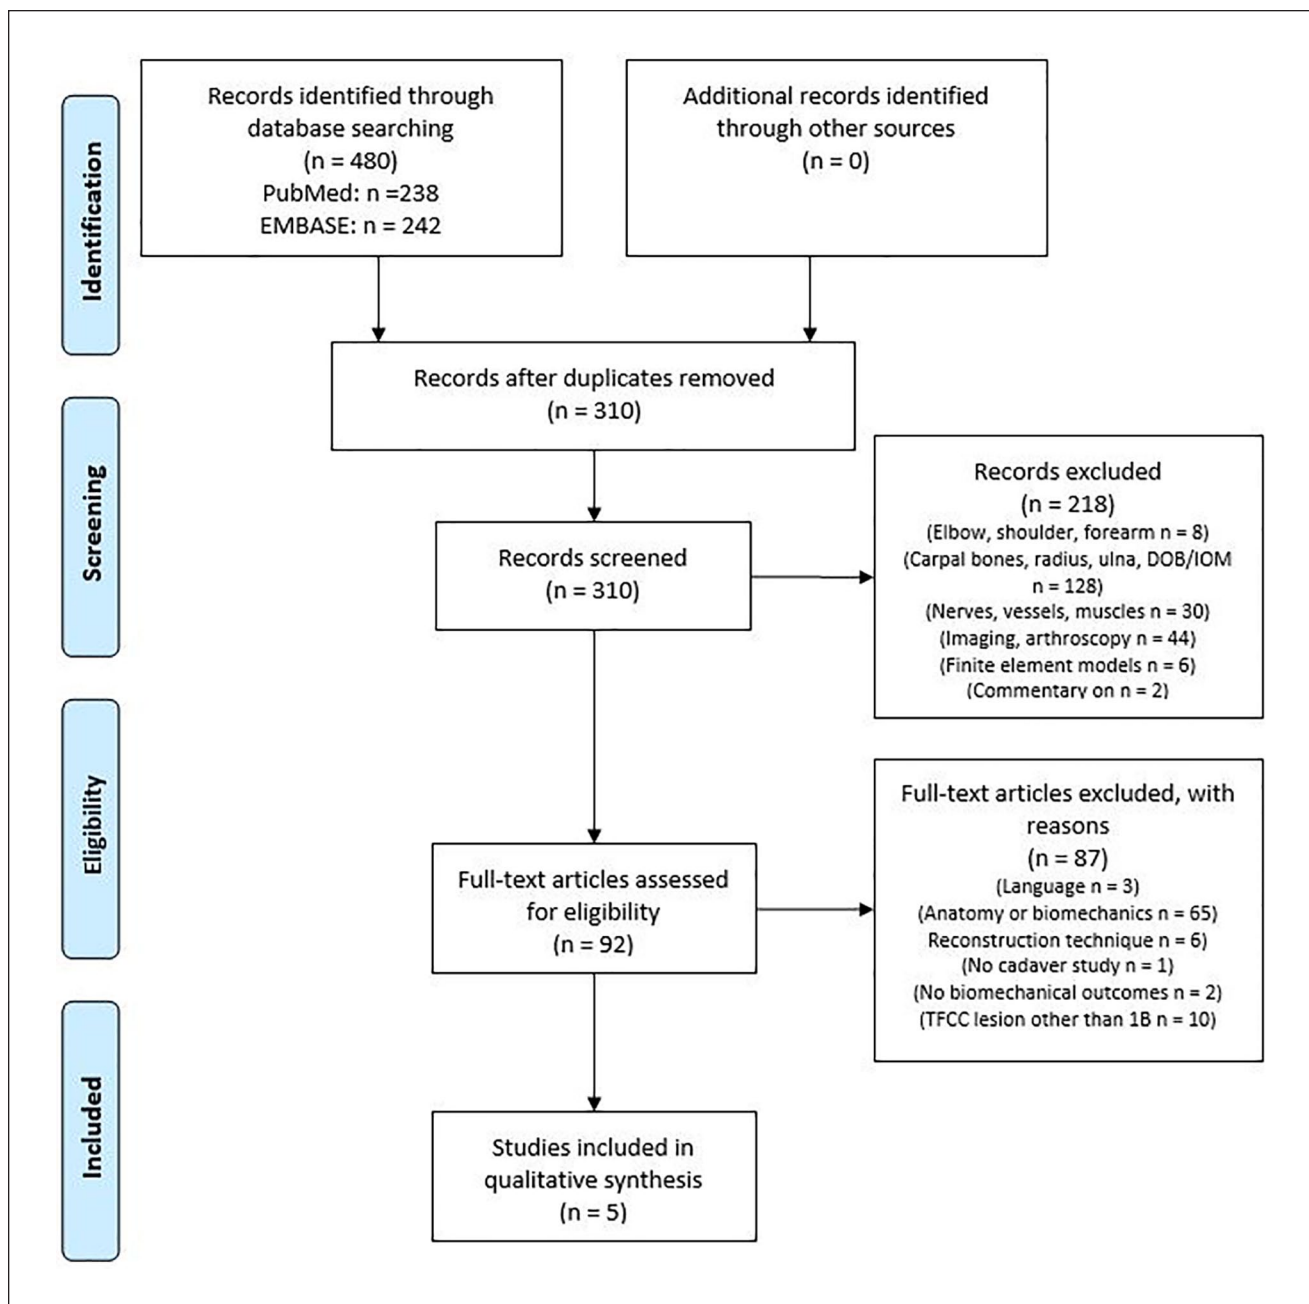 Identification
Records identified through
database searching
(n = 480)
PubMed: n =238
EMBASE: n = 242
Additional records identified
through other sources
(n = 0)
Records after duplicates removed
(n = 310)
Screening
Records screened
(n = 310)
Records excluded
(n = 218)
(Elbow, shoulder, forearm n = 8)
(Carpal bones, radius, ulna, DOB/IOM
n = 128)
(Nerves, vessels, muscles n = 30)
(Imaging, arthroscopy n = 44)
(Finite element models n = 6)
(Commentary on n = 2)
Eligibility
Full-text articles assessed
for eligibility
(n = 92)
Full-text articles excluded, with
reasons
(n = 87)
(Language n = 3)
(Anatomy or biomechanics n = 65)
Reconstruction technique n = 6)
(No cadaver study n = 1)
(No biomechanical outcomes n = 2)
(TFCC lesion other than 1B n = 10)
Included
Studies included in
qualitative synthesis
(n = 5)